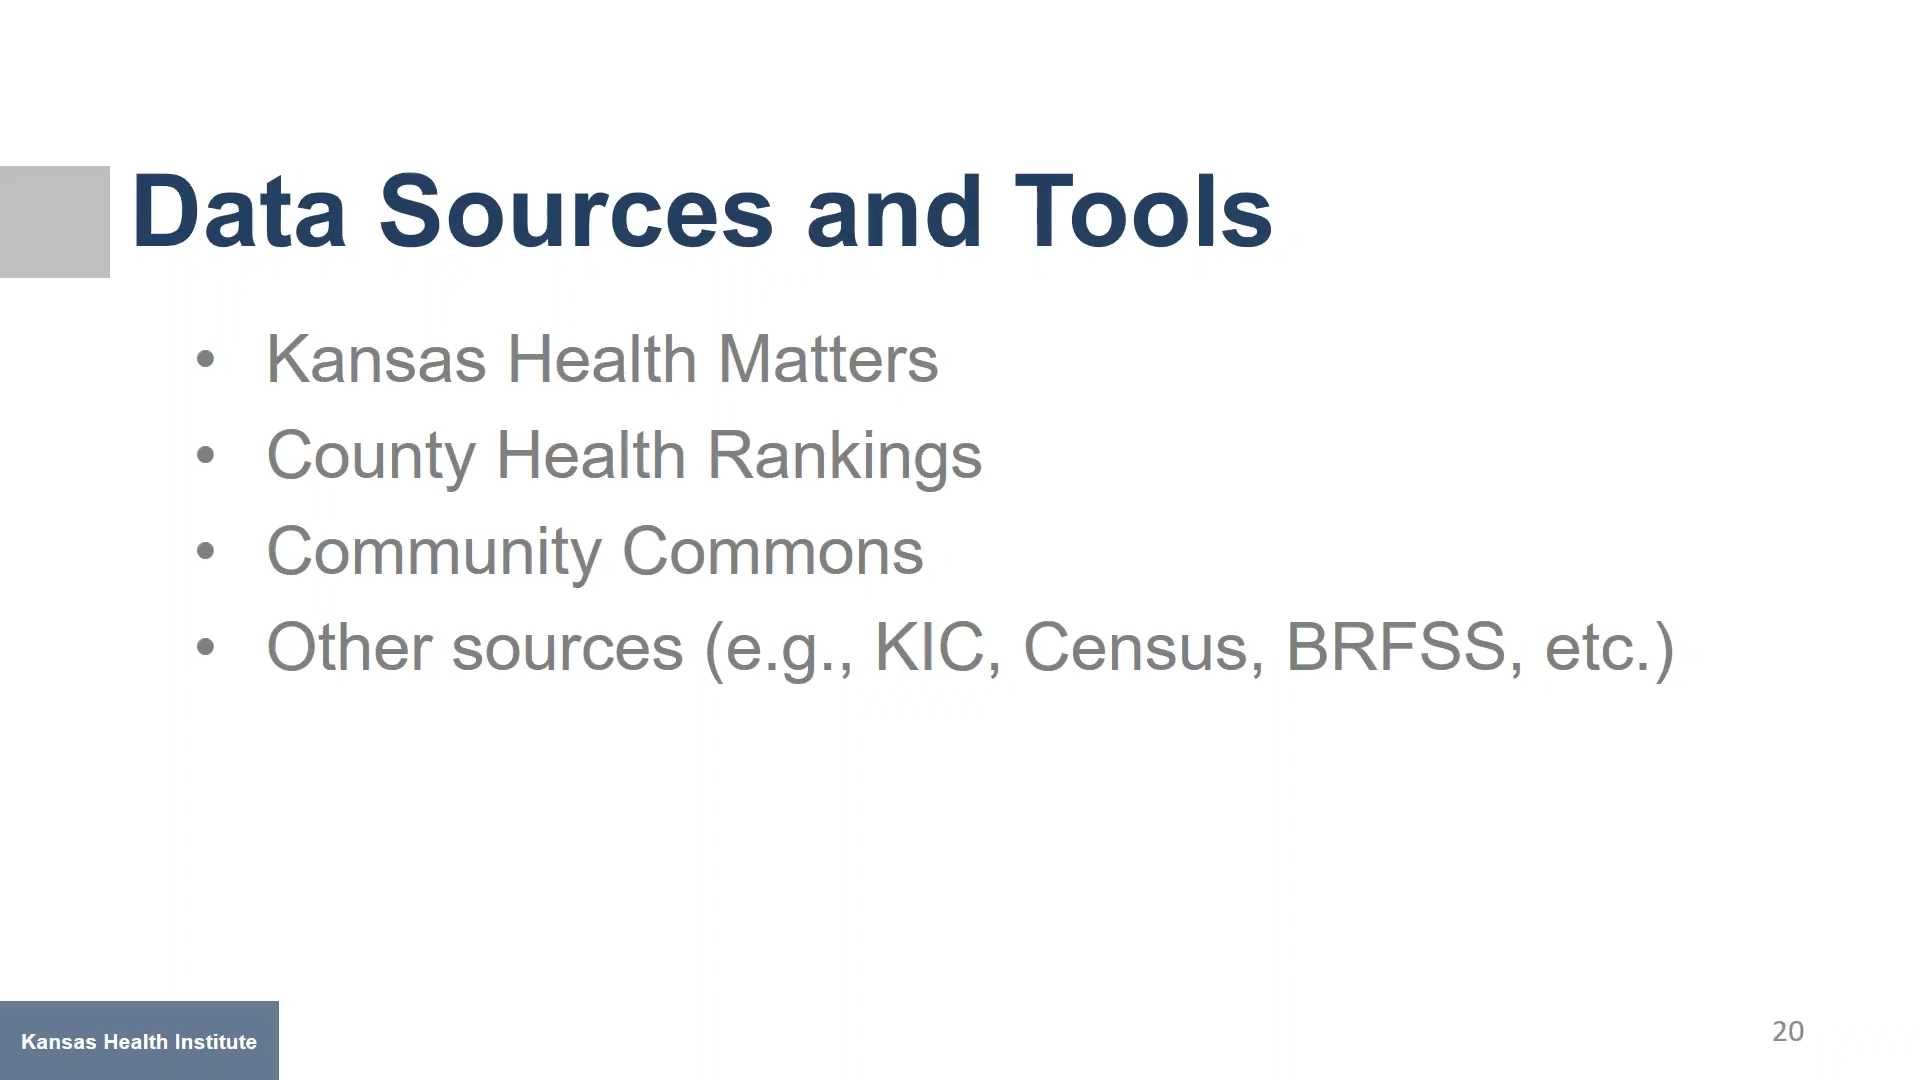 Data Sources and Tools
• Kansas Health Matters
• County Health Rankings
• Community Commons
• Other sources (e.g., KIC, Census, BRFSS, etc.)
Kansas Health Institute
20